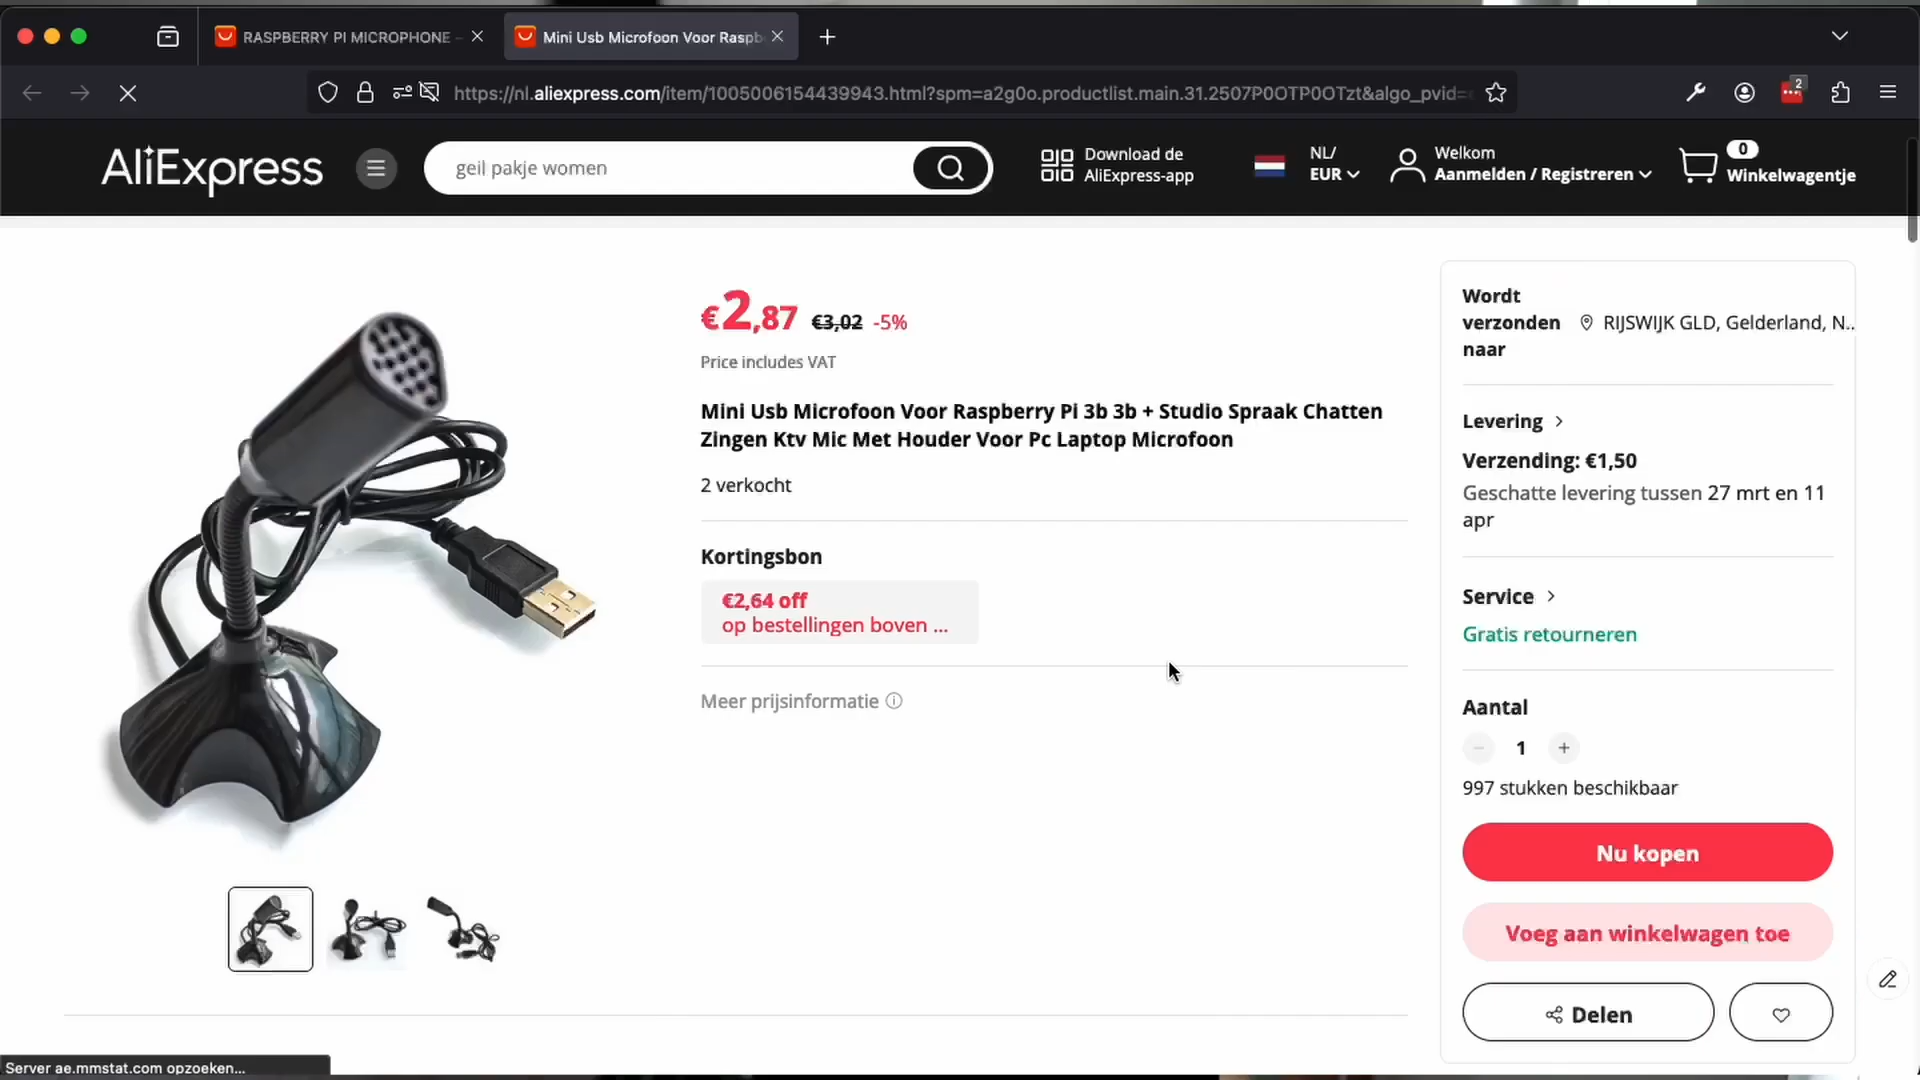 RASPBERRY PI MICROPHONE -
Mini Usb Microfoon Voor Raspb
https://nl.aliexpress.com/item/1005006154439943.html?spm=a2g0o.productlist.main.31.2507P0OTP0OTzt&algo_pvid=
2
AliExpress
geil pakje women
Download de
AliExpress-app
NL/
EUR
Welkom
Aanmelden / Registreren
0
Winkelwagentje
€2,87 €3,02 -5%
Price includes VAT
Mini Usb Microfoon Voor Raspberry Pi 3b 3b + Studio Spraak Chatten
Zingen Ktv Mic Met Houder Voor Pc Laptop Microfoon
2 verkocht
Kortingsbon
€2,64 off
op bestellingen boven ...
Meer prijsinformatie
Wordt
verzonden
naar
RIJSWIJK GLD, Gelderland, N..
Levering
Verzending: €1,50
Geschatte levering tussen 27 mrt en 11
apr
Service
Gratis retourneren
Aantal
− 1 +
997 stukken beschikbaar
Nu kopen
Voeg aan winkelwagen toe
Delen
Server ae.mmstat.com opzoeken...